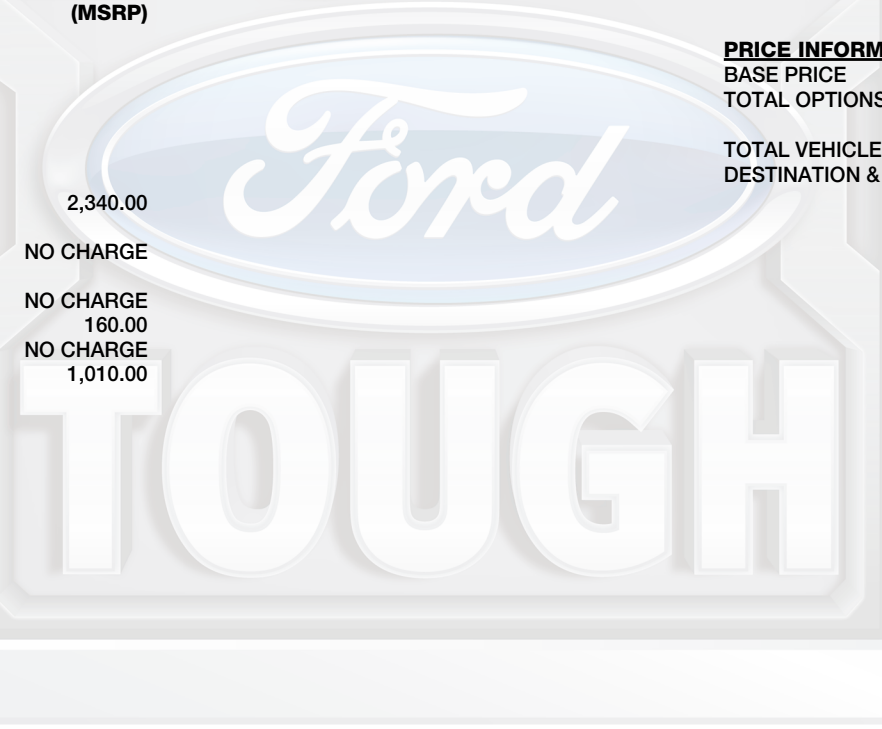 (MSRP)
2,340.00
NO CHARGE
NO CHARGE
160.00
NO CHARGE
1,010.00
PRICE INFORM
BASE PRICE
TOTAL OPTIONS
TOTAL VEHICLE
DESTINATION &
Ford
TOUGH